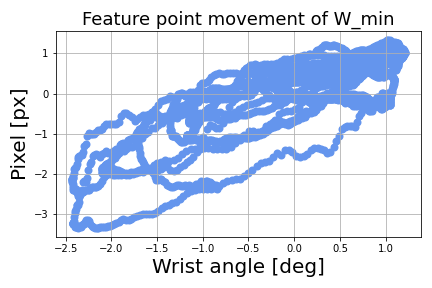 Feature point movement of W_min
Pixel [px]
1
0
−1
−2
−3
−2.5 −2.0 −1.5 −1.0 −0.5 0.0 0.5 1.0
Wrist angle [deg]